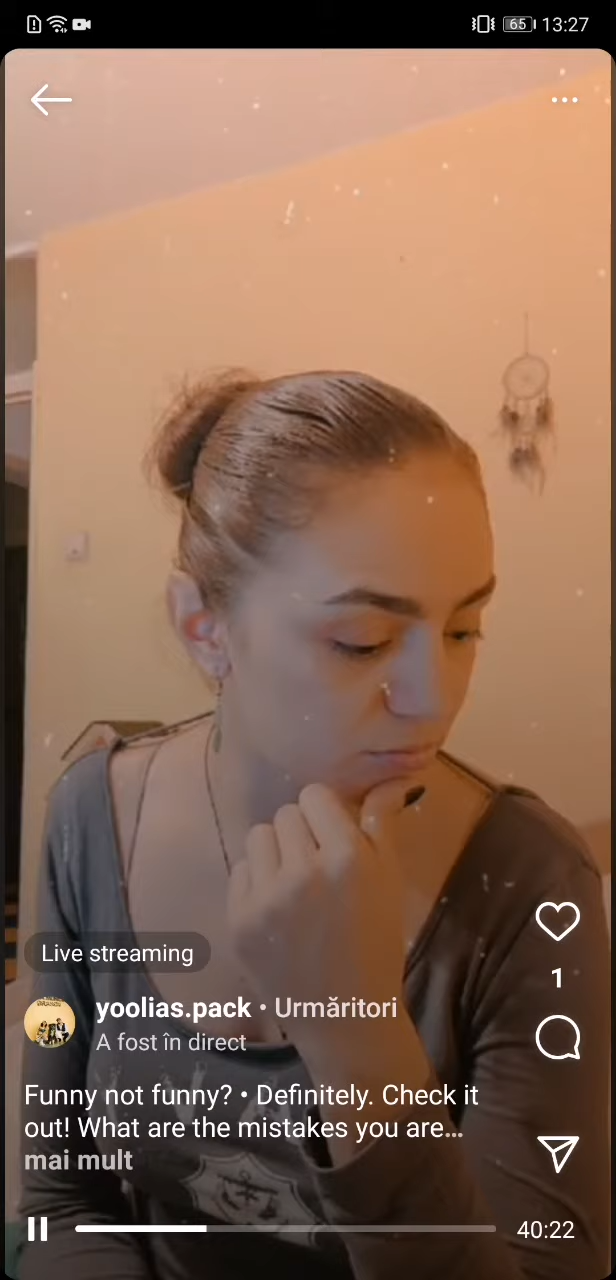 65 13:27
Live streaming
yoolias.pack • Urmăritori
A fost în direct
1
Funny not funny? • Definitely. Check it
out! What are the mistakes you are...
mai mult
40:22